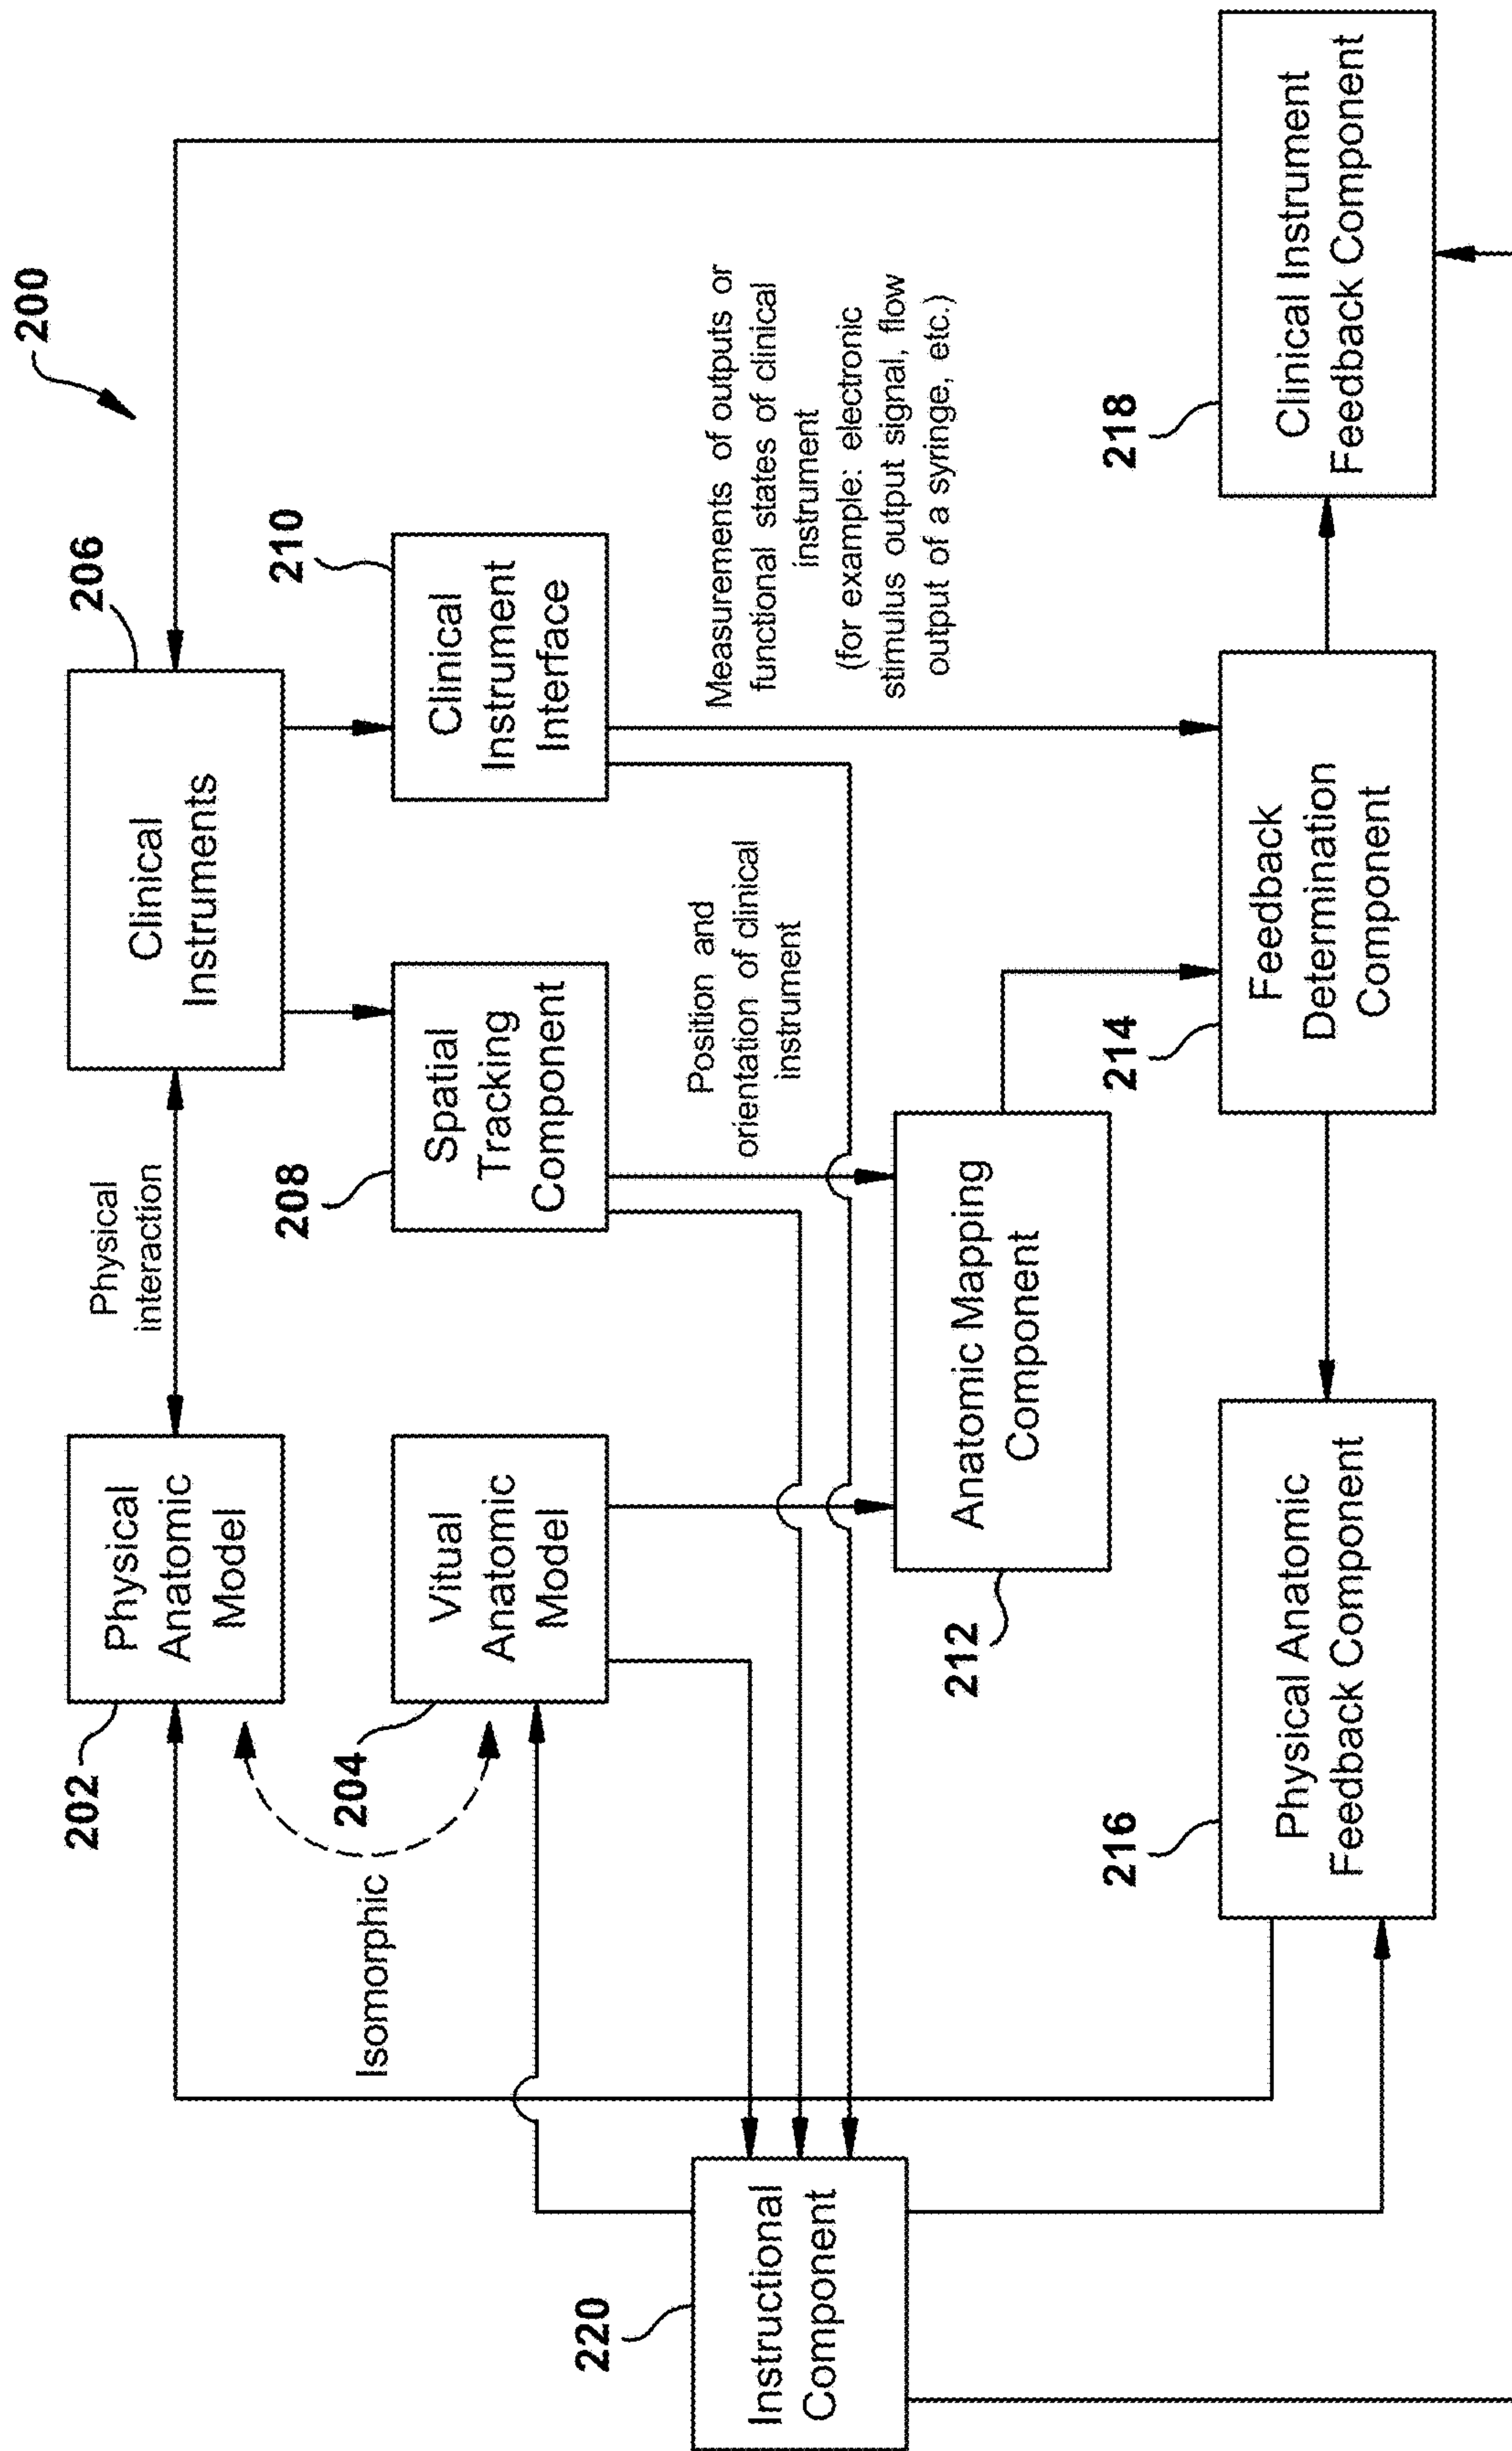 200
202
Physical
Anatomic
Model
Physical
interaction
206
Clinical
Instruments
Isomorphic
204
Vitual
Anatomic
Model
208
Spatial
Tracking
Component
210
Clinical
Instrument
Interface
220
Instructional
Component
Position and
orientation of clinical
instrument
Measurements of outputs or
functional states of clinical
instrument
(for example: electronic
stimulus output signal, flow
output of a syringe, etc.)
212
Anatomic Mapping
Component
216
Physical Anatomic
Feedback Component
214
Feedback
Determination
Component
218
Clinical Instrument
Feedback Component